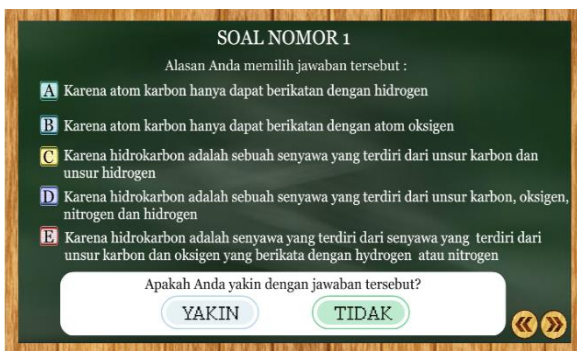 SOAL NOMOR 1
Alasan Anda memilih jawaban tersebut :
A Karena atom karbon hanya dapat berikatan dengan hidrogen
B Karena atom karbon hanya dapat berikatan dengan atom oksigen
C Karena hidrokarbon adalah sebuah senyawa yang terdiri dari unsur karbon dan
unsur hidrogen
D Karena hidrokarbon adalah sebuah senyawa yang terdiri dari unsur karbon, oksigen,
nitrogen dan hidrogen
E Karena hidrokarbon adalah senyawa yang terdiri dari senyawa yang terdiri dari
unsur karbon dan oksigen yang berikata dengan hydrogen atau nitrogen
Apakah Anda yakin dengan jawaban tersebut?
YAKIN TIDAK